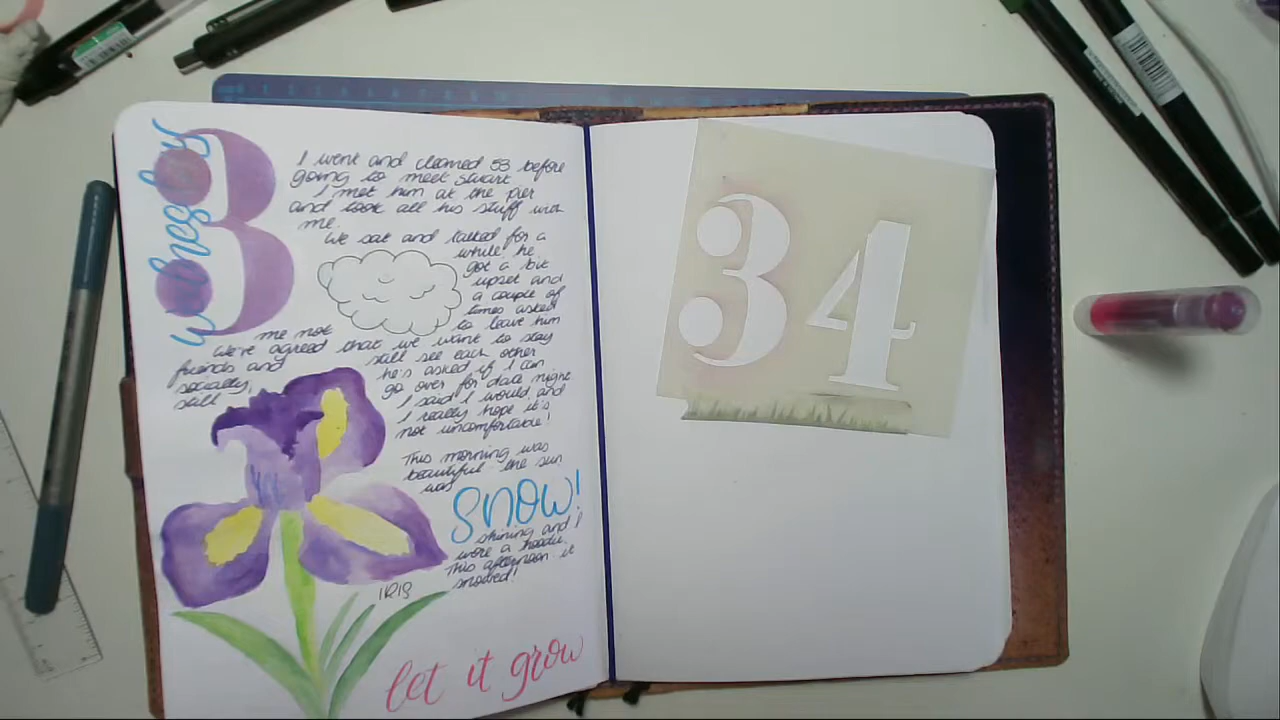 3
wednesday
I went and cleaned 53 before
going to meet Stuart
I met him at the pier
and took all his stuff with
me.
We sat and talked for a
while he
got a bit
upset and
a couple of
times asked
me not to leave him
We're agreed that we want to stay
friends and still see each other
socially, he's asked if I can
still go over for date night
I said I would and
I really hope it's
not uncomfortable!
This morning was
beautiful the sun
was
snow!
shining and I
wore a hoodie.
This afternoon it
snowed!
IRIS
let it grow
34